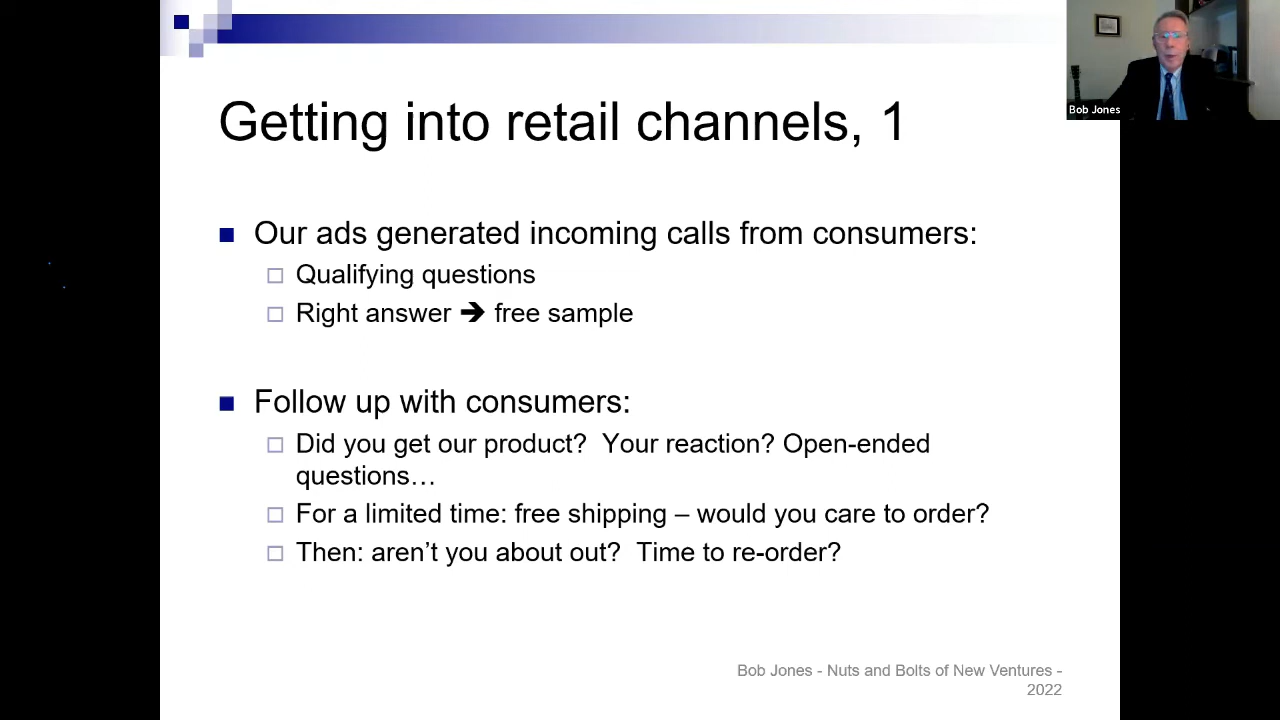 Getting into retail channels, 1
Our ads generated incoming calls from consumers:
Qualifying questions
Right answer ➔ free sample
Follow up with consumers:
Did you get our product?  Your reaction? Open-ended
questions…
For a limited time: free shipping – would you care to order?
Then: aren’t you about out?  Time to re-order?
Bob Jones - Nuts and Bolts of New Ventures -
2022
Bob Jones